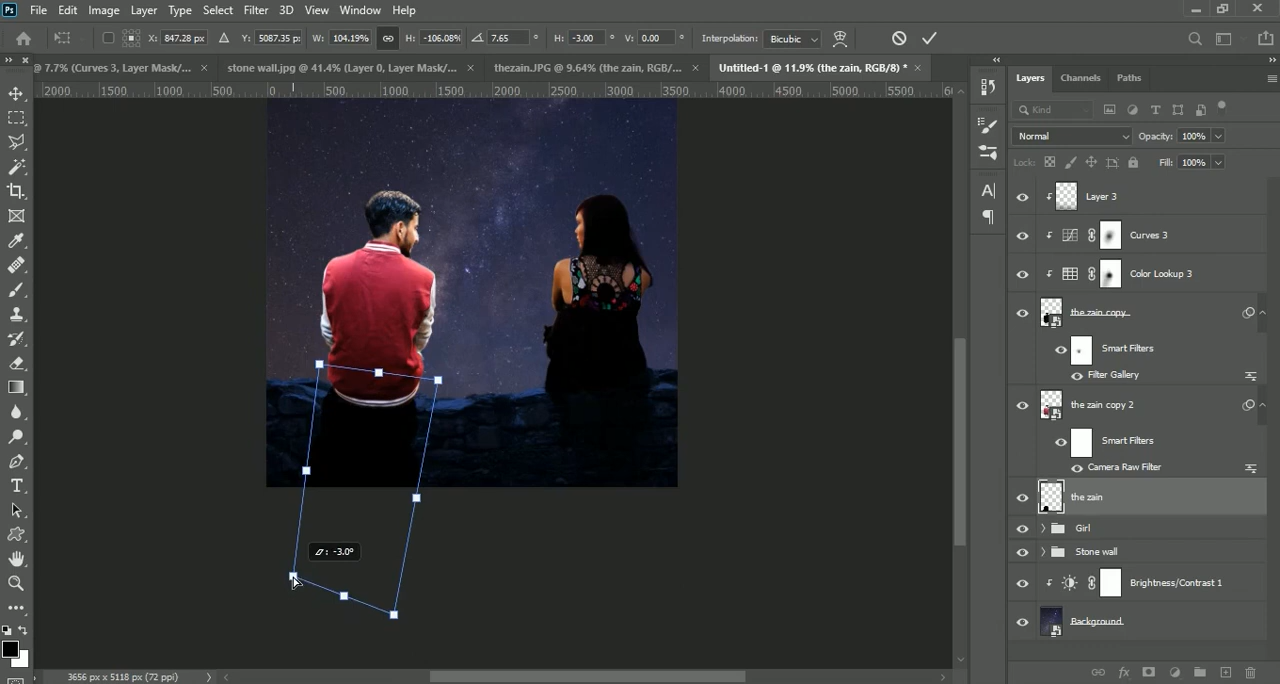 Ps File Edit Image Layer Type Select Filter 3D View Window Help
X: 847.28 px Y: 5087.35 px W: 104.19% H: -106.08% 7.65 ° H: -3.00 ° V: 0.00 ° Interpolation: Bicubic
@ 7.7% (Curves 3, Layer Mask/... × stone wall.jpg @ 41.4% (Layer 0, Layer Mask/... × thezain.JPG @ 9.64% (the zain, RGB/... × Untitled-1 @ 11.9% (the zain, RGB/8) * ×
2000 1500 1000 500 0 500 1000 1500 2000 2500 3000 3500 4000 4500 5000 5500 6
Layers Channels Paths
Kind
Normal Opacity: 100%
Lock: Fill: 100%
Layer 3
Curves 3
Color Lookup 3
the zain copy
Smart Filters
Filter Gallery
the zain copy 2
Smart Filters
Camera Raw Filter
the zain
Girl
Stone wall
Brightness/Contrast 1
Background
: -3.0°
3656 px x 5118 px (72 ppi)